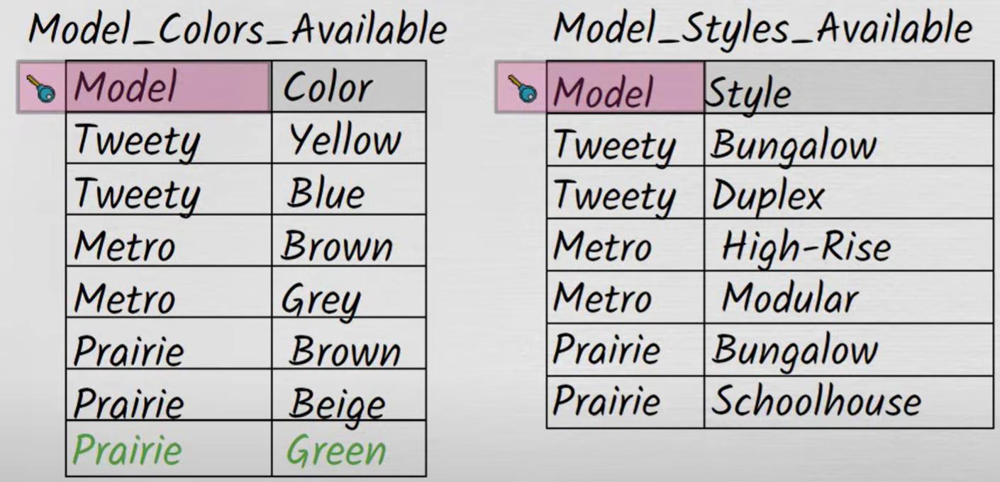 Model_Colors_Available
Model Color
Tweety Yellow
Tweety Blue
Metro Brown
Metro Grey
Prairie Brown
Prairie Beige
Prairie Green
Model_Styles_Available
Model Style
Tweety Bungalow
Tweety Duplex
Metro High-Rise
Metro Modular
Prairie Bungalow
Prairie Schoolhouse